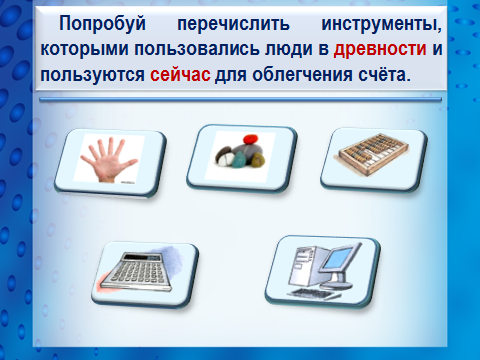 Попробуй перечислить инструменты,
которыми пользовались люди в древности и
пользуются сейчас для облегчения счёта.